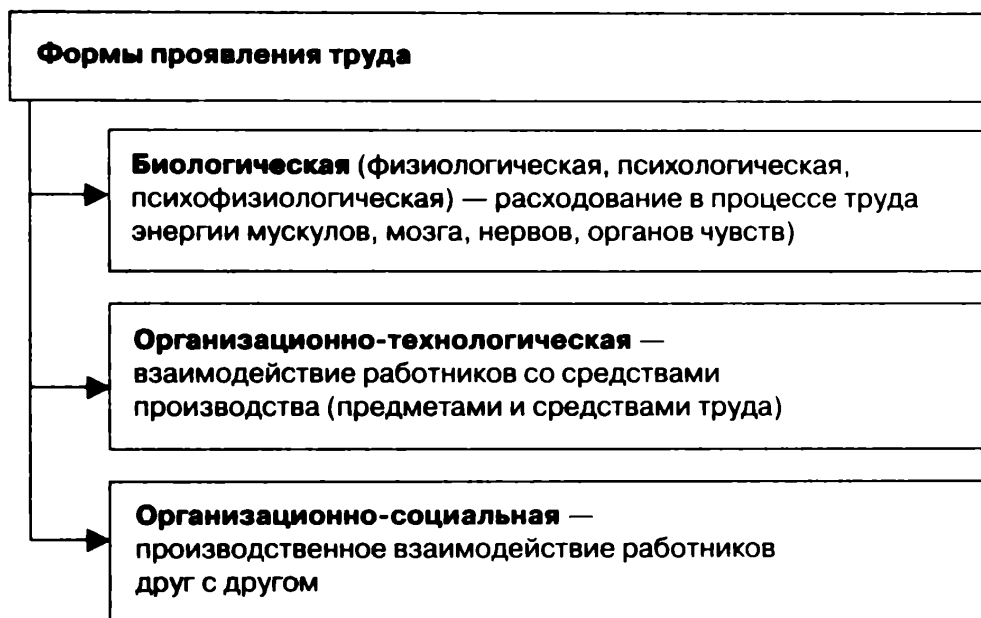 Формы проявления труда
Биологическая (физиологическая, психологическая,
психофизиологическая) — расходование в процессе труда
энергии мускулов, мозга, нервов, органов чувств)
Организационно-технологическая —
взаимодействие работников со средствами
производства (предметами и средствами труда)
Организационно-социальная —
производственное взаимодействие работников
друг с другом